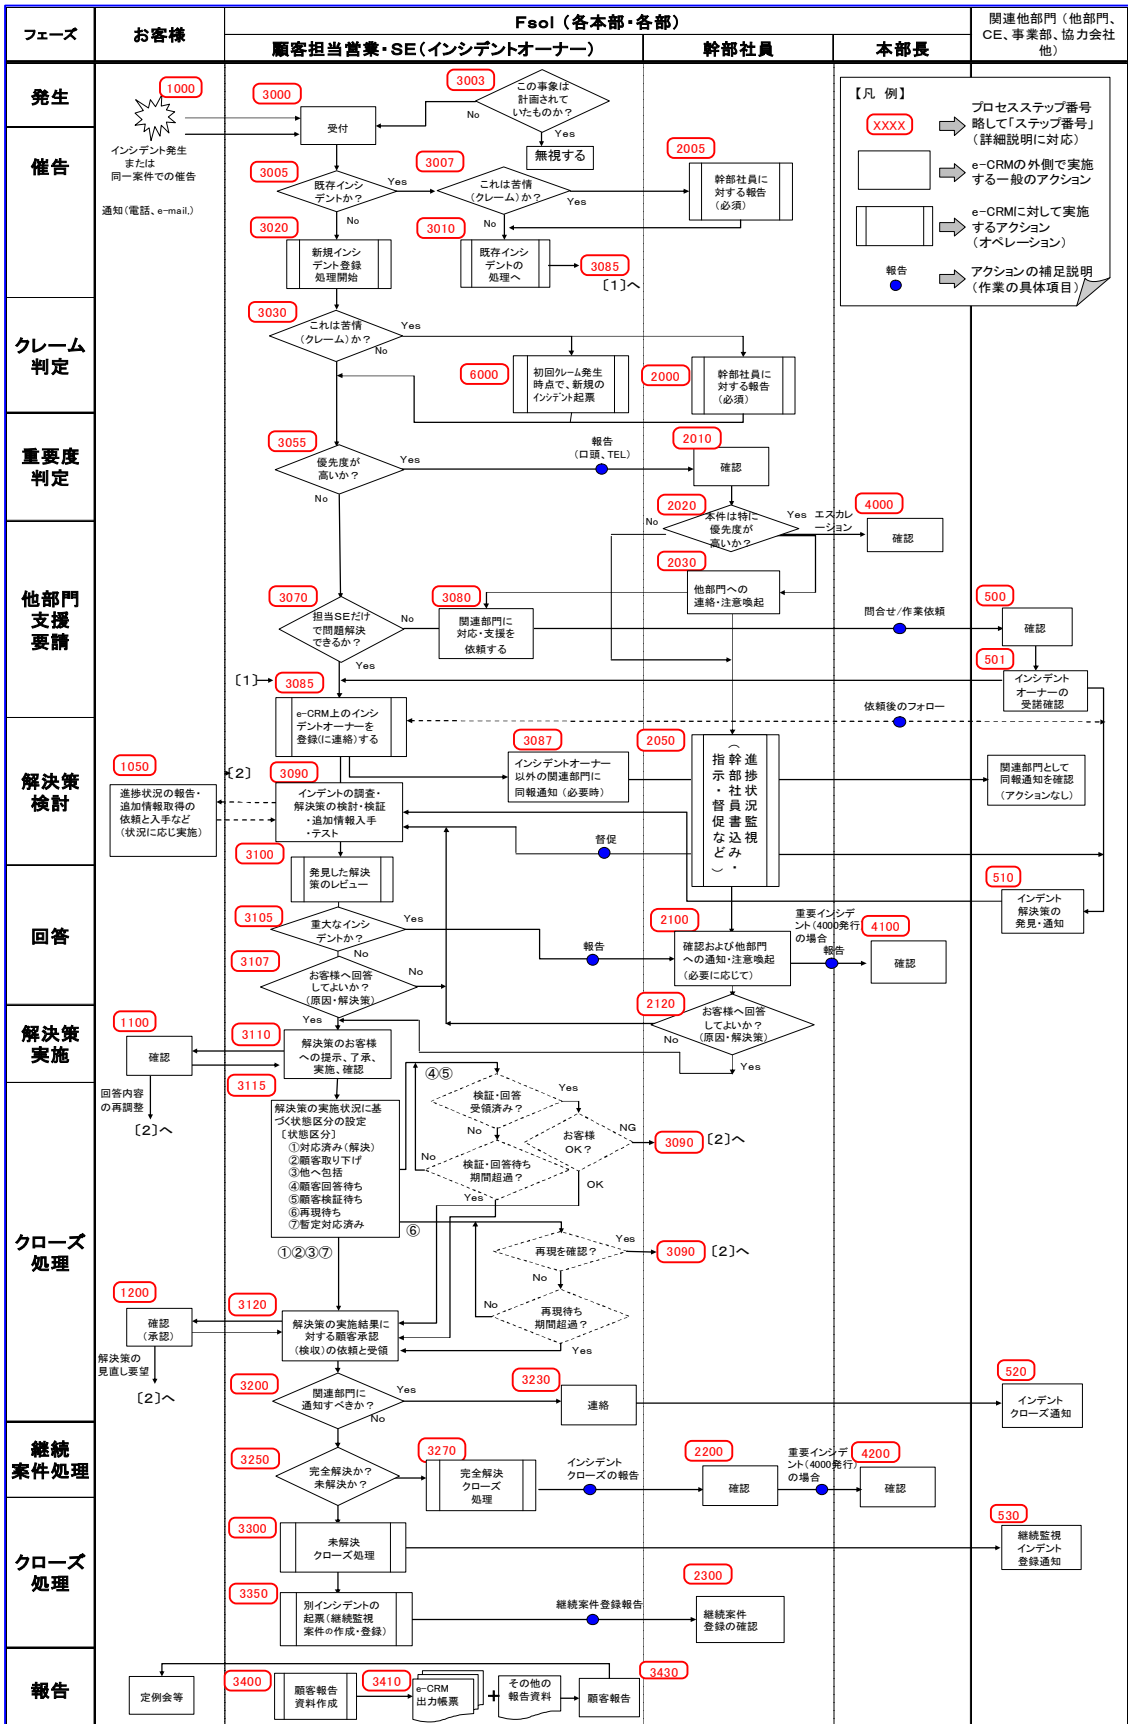 フェーズ
お客様
Fsol（各本部・各部）
顧客担当営業・SE（インシデントオーナー）
幹部社員
本部長
関連他部門（他部門、
CE、事業部、協力会社
他）
発生
1000
インシデント発生
または
同一案件での催告
通知（電話、e-mail,）
3000
受付
3003
この事象は
計画されて
いたものか？
No
Yes
無視する
【凡 例】
XXXX
プロセスステップ番号
略して「ステップ番号」
（詳細説明に対応）
e-CRMの外側で実施
する一般のアクション
e-CRMに対して実施
するアクション
（オペレーション）
報告
アクションの補足説明
（作業の具体項目）
催告
3005
既存インシ
デントか？
Yes
No
3007
これは苦情
（クレーム）か？
Yes
No
2005
幹部社員に
対する報告
（必須）
3020
新規インシ
デント登録
処理開始
3010
既存インシ
デントの
処理へ
3085
〔１〕へ
クレーム
判定
3030
これは苦情
（クレーム）か？
Yes
No
6000
初回クレーム発生
時点で、新規の
インシデント起票
2000
幹部社員に
対する報告
（必須）
重要度
判定
3055
優先度が
高いか？
Yes
No
報告
（口頭、TEL）
2010
確認
2020
本件は特に
優先度が
高いか？
No
Yes
エスカレ
ーション
4000
確認
他部門
支援
要請
2030
他部門への
連絡・注意喚起
3070
担当ＳＥだけ
で問題解決
できるか？
No
Yes
3080
関連部門に
対応・支援を
依頼する
問合せ/作業依頼
500
確認
501
インシデント
オーナーの
受諾確認
〔１〕
3085
e-CRM上のインシ
デントオーナーを
登録(に連絡)する
依頼後のフォロー
解決策
検討
1050
進捗状況の報告・
追加情報取得の
依頼と入手など
（状況に応じ実施）
〔２〕
3090
インデントの調査・
解決策の検討・検証
・追加情報入手
・テスト
3087
インシデントオーナー
以外の関連部門に
同報通知（必要時）
2050
進捗状況監視
（幹部社員書込み・
指示・督促など）
関連部門として
同報通知を確認
（アクションなし）
督促
3100
発見した解決
策のレビュー
510
インデント
解決策の
発見・通知
回答
3105
重大なインシ
デントか？
Yes
No
報告
2100
確認および他部門
への通知・注意喚起
（必要に応じて）
重要インシデ
ント（4000発行）
の場合
報告
4100
確認
3107
お客様へ回答
してよいか？
（原因・解決策）
No
Yes
2120
お客様へ回答
してよいか？
（原因・解決策）
No
Yes
解決策
実施
1100
確認
回答内容
の再調整
〔２〕へ
3110
解決策のお客様
への提示、了承、
実施、確認
クローズ
処理
3115
解決策の実施状況に基
づく状態区分の設定
〔状態区分〕
①対応済み（解決）
②顧客取り下げ
③他へ包括
④顧客回答待ち
⑤顧客検証待ち
⑥再現待ち
⑦暫定対応済み
④⑤
検証・回答
受領済み？
Yes
No
お客様
OK？
NG
OK
3090
〔２〕へ
検証・回答待ち
期間超過？
No
Yes
⑥
①②③⑦
再現を確認？
Yes
No
3090
〔２〕へ
再現待ち
期間超過？
No
Yes
1200
確認
（承認）
解決策の
見直し要望
〔２〕へ
3120
解決策の実施結果に
対する顧客承認
（検収）の依頼と受領
3200
関連部門に
通知すべきか？
Yes
No
3230
連絡
520
インデント
クローズ通知
継続
案件処理
3250
完全解決か？
未解決か？
3270
完全解決
クローズ
処理
インシデント
クローズの報告
2200
確認
重要インシデ
ント（4000発行）
の場合
4200
確認
クローズ
処理
3300
未解決
クローズ処理
530
継続監視
インデント
登録通知
3350
別インシデントの
起票（継続監視
案件の作成・登録）
継続案件登録報告
2300
継続案件
登録の確認
報告
定例会等
3400
顧客報告
資料作成
3410
e-CRM
出力帳票
+
その他の
報告資料
3430
顧客報告